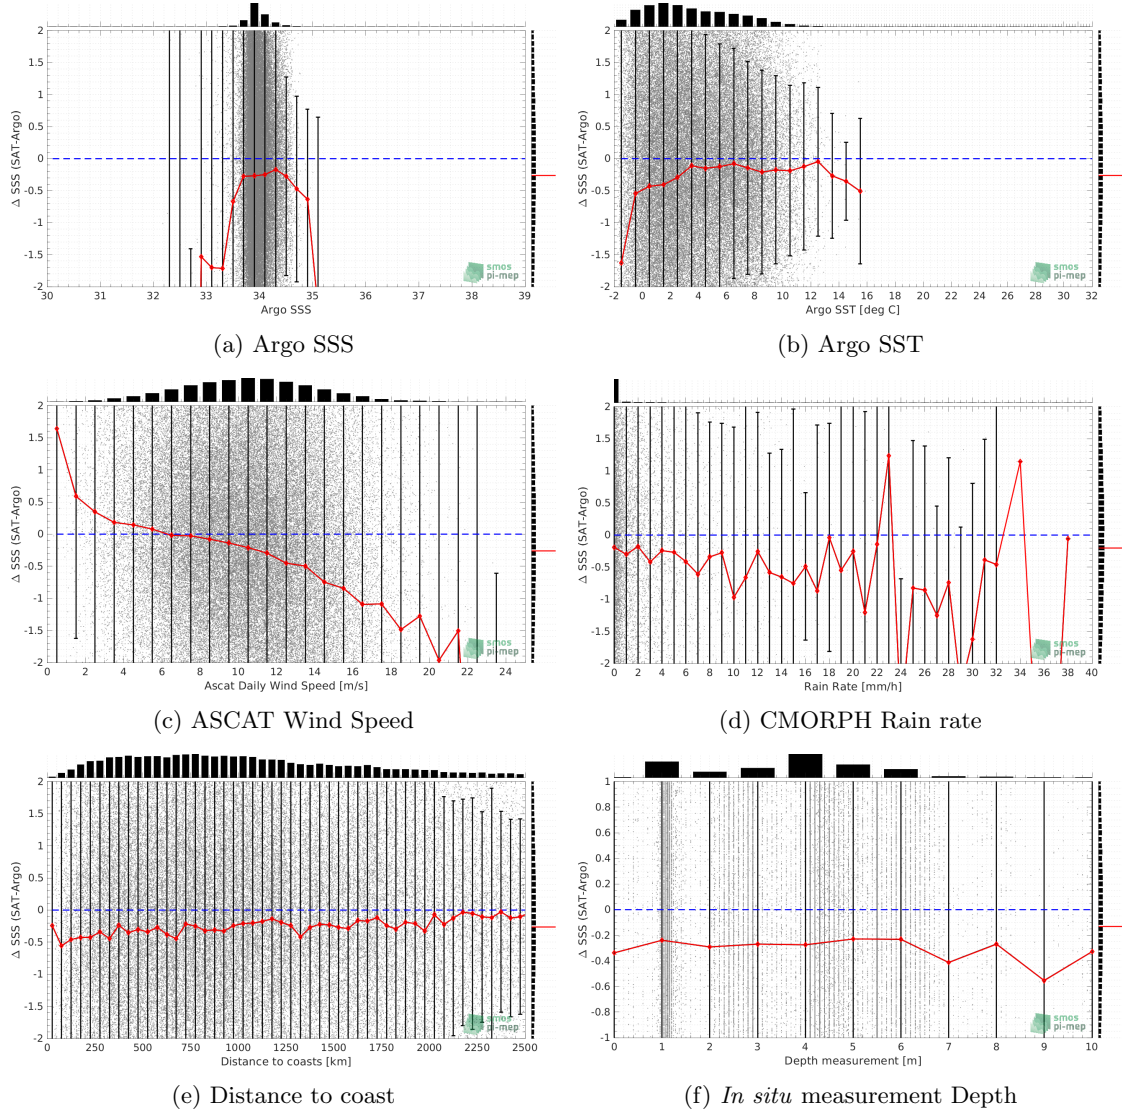 2
1.5
1
0.5
0
-0.5
-1
-1.5
-2
Δ SSS (SAT-Argo)
30 31 32 33 34 35 36 37 38 39
Argo SSS
smos
pi-mep
(a) Argo SSS
2
1.5
1
0.5
0
-0.5
-1
-1.5
-2
Δ SSS (SAT-Argo)
-2 0 2 4 6 8 10 12 14 16 18 20 22 24 26 28 30 32
Argo SST [deg C]
smos
pi-mep
(b) Argo SST
2
1.5
1
0.5
0
-0.5
-1
-1.5
-2
Δ SSS (SAT-Argo)
0 2 4 6 8 10 12 14 16 18 20 22 24
Ascat Daily Wind Speed [m/s]
smos
pi-mep
(c) ASCAT Wind Speed
2
1.5
1
0.5
0
-0.5
-1
-1.5
-2
Δ SSS (SAT-Argo)
0 2 4 6 8 10 12 14 16 18 20 22 24 26 28 30 32 34 36 38 40
Rain Rate [mm/h]
smos
pi-mep
(d) CMORPH Rain rate
2
1.5
1
0.5
0
-0.5
-1
-1.5
-2
Δ SSS (SAT-Argo)
0 250 500 750 1000 1250 1500 1750 2000 2250 2500
Distance to coasts [km]
smos
pi-mep
(e) Distance to coast
1
0.8
0.6
0.4
0.2
0
-0.2
-0.4
-0.6
-0.8
-1
Δ SSS (SAT-Argo)
0 1 2 3 4 5 6 7 8 9 10
Depth measurement [m]
smos
pi-mep
(f) In situ measurement Depth